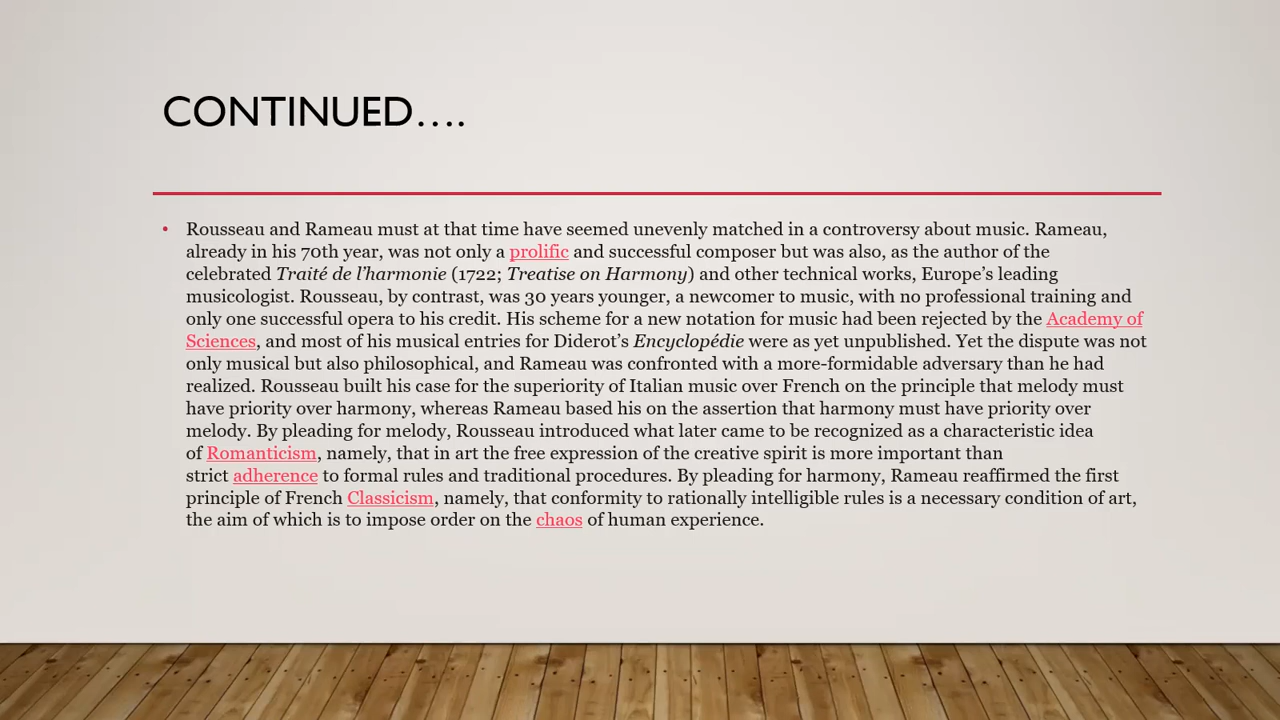 CONTINUED….
• Rousseau and Rameau must at that time have seemed unevenly matched in a controversy about music. Rameau,
already in his 70th year, was not only a prolific and successful composer but was also, as the author of the
celebrated Traité de l’harmonie (1722; Treatise on Harmony) and other technical works, Europe’s leading
musicologist. Rousseau, by contrast, was 30 years younger, a newcomer to music, with no professional training and
only one successful opera to his credit. His scheme for a new notation for music had been rejected by the Academy of
Sciences, and most of his musical entries for Diderot’s Encyclopédie were as yet unpublished. Yet the dispute was not
only musical but also philosophical, and Rameau was confronted with a more-formidable adversary than he had
realized. Rousseau built his case for the superiority of Italian music over French on the principle that melody must
have priority over harmony, whereas Rameau based his on the assertion that harmony must have priority over
melody. By pleading for melody, Rousseau introduced what later came to be recognized as a characteristic idea
of Romanticism, namely, that in art the free expression of the creative spirit is more important than
strict adherence to formal rules and traditional procedures. By pleading for harmony, Rameau reaffirmed the first
principle of French Classicism, namely, that conformity to rationally intelligible rules is a necessary condition of art,
the aim of which is to impose order on the chaos of human experience.